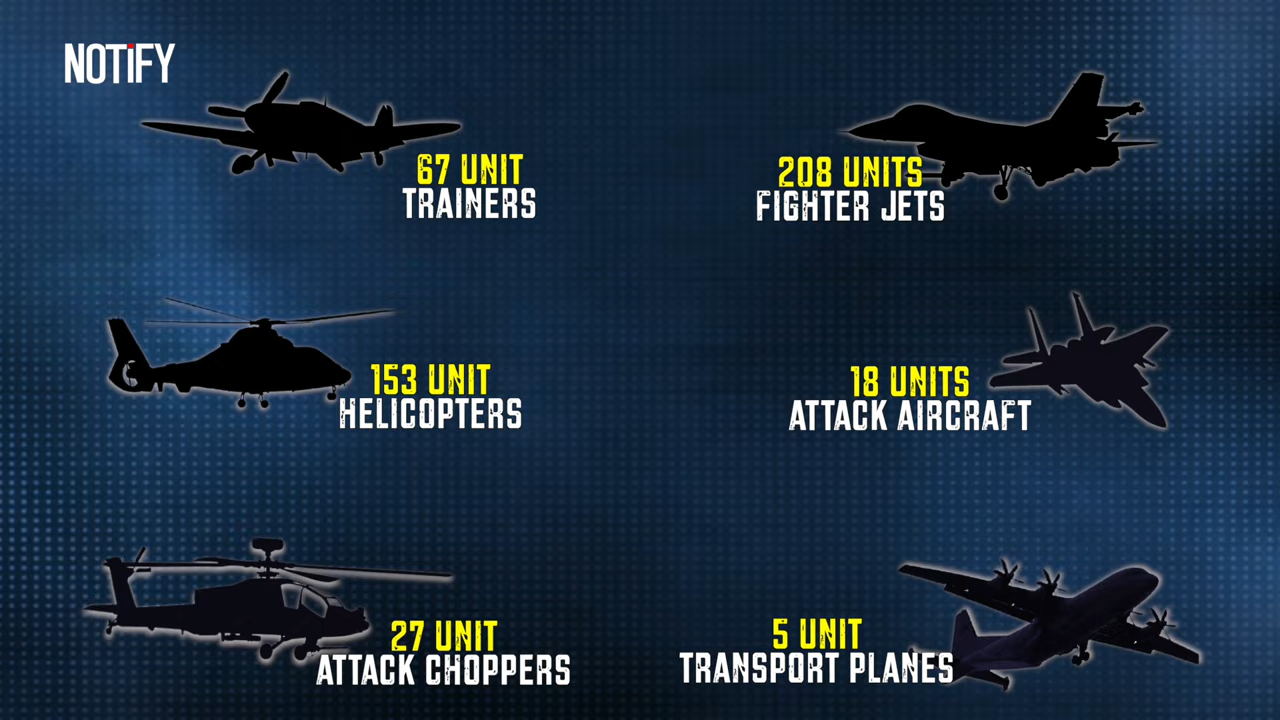 NOTiFY
67 UNIT
TRAINERS
208 UNITS
FIGHTER JETS
153 UNIT
HELICOPTERS
18 UNITS
ATTACK AIRCRAFT
27 UNIT
ATTACK CHOPPERS
5 UNIT
TRANSPORT PLANES